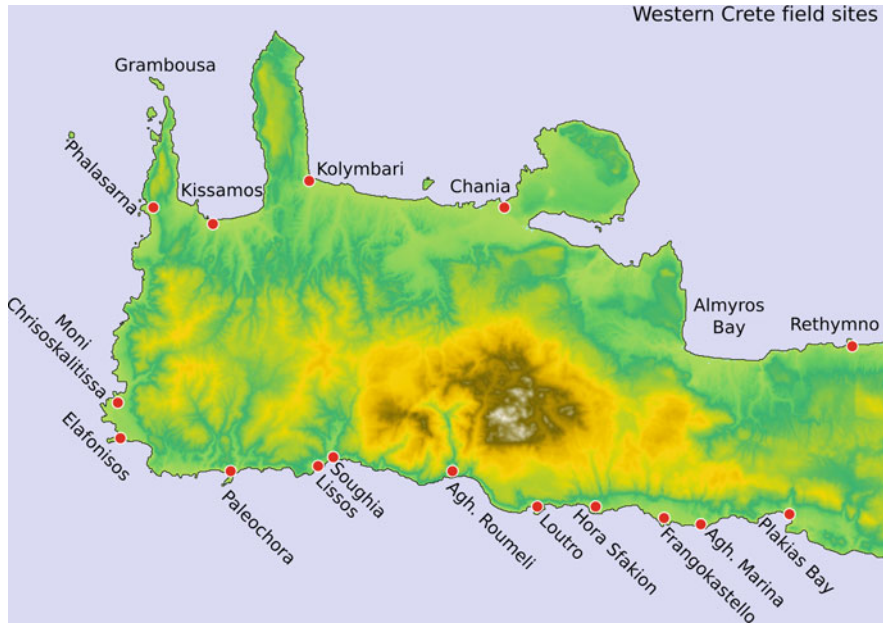 Western Crete field sites
Grambousa
Phalasarna
Kissamos
Kolymbari
Chania
Almyros
Bay
Rethymno
Moni
Chrisoskalitissa
Elafonisos
Paleochora
Lissos
Soughia
Agh. Roumeli
Loutro
Hora Sfakion
Frangokastello
Agh. Marina
Plakias Bay